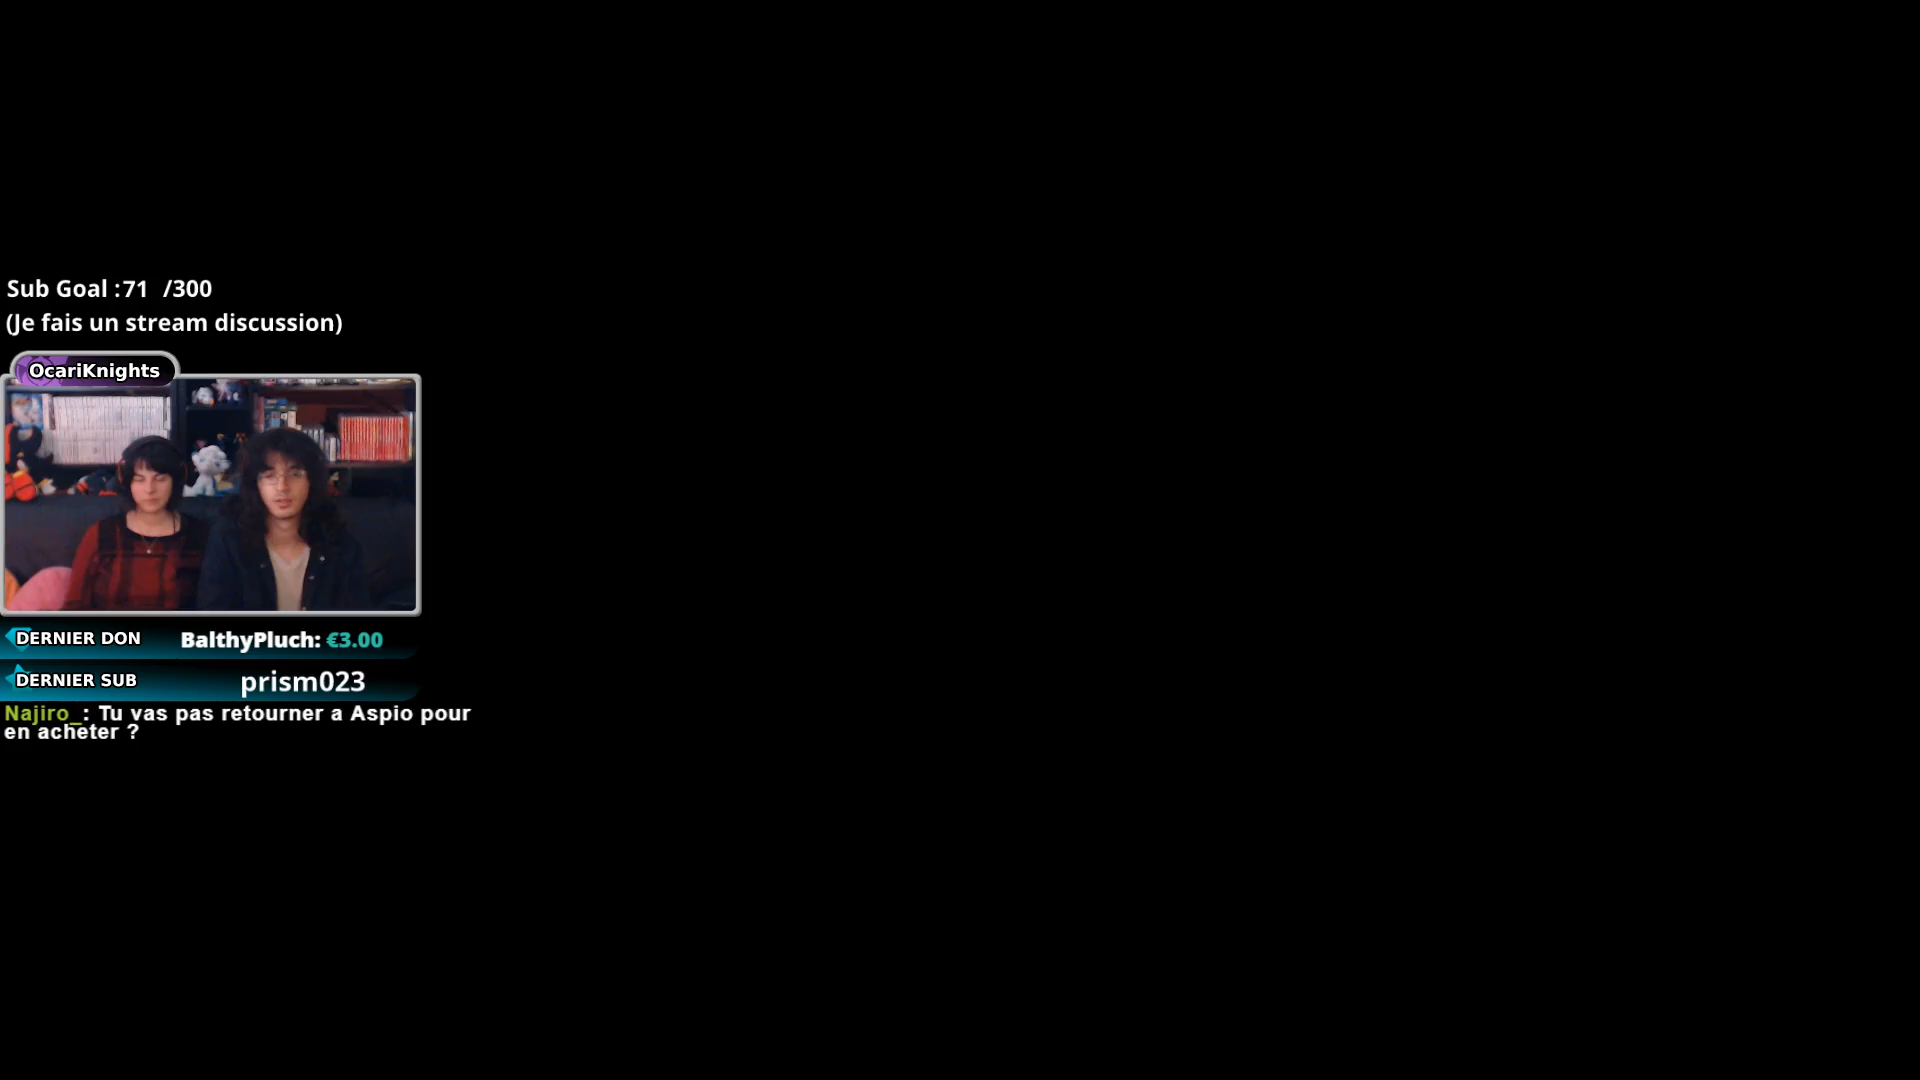 Sub Goal :71 /300
(Je fais un stream discussion)
OcariKnights
DERNIER DON BalthyPluch: €3.00
DERNIER SUB prism023
Najiro_: Tu vas pas retourner a Aspio pour
en acheter ?